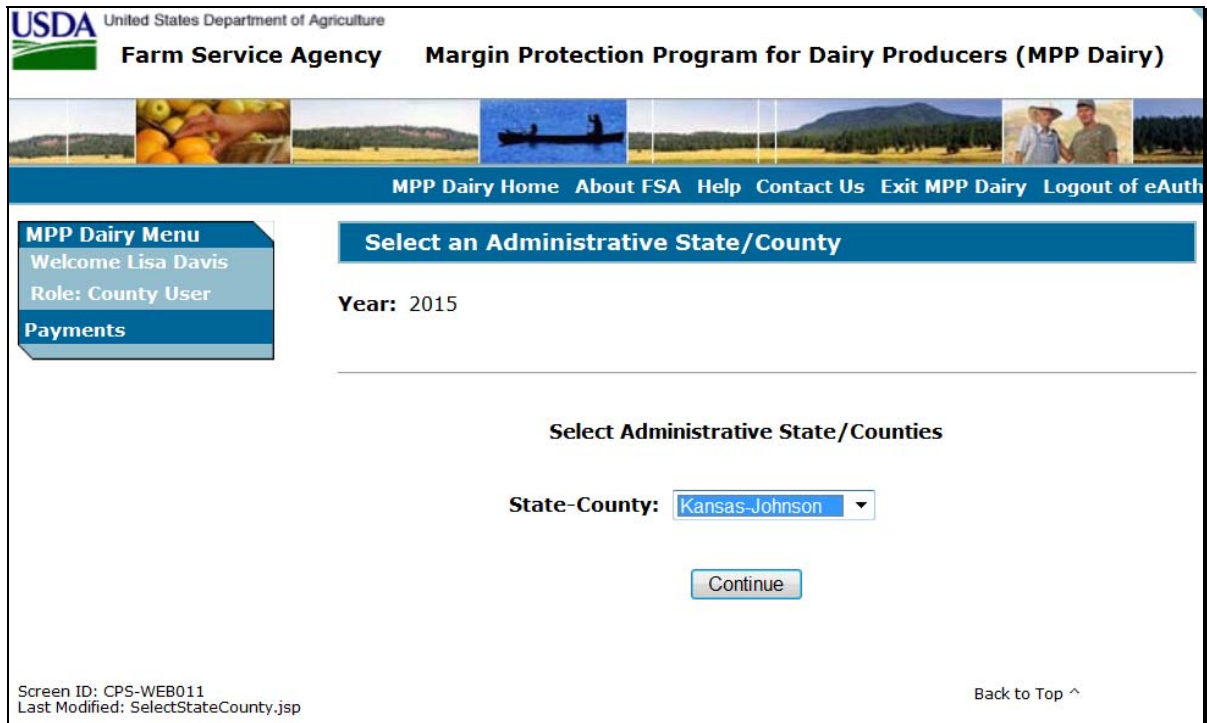 USDA United States Department of Agriculture
Farm Service Agency Margin Protection Program for Dairy Producers (MPP Dairy)
MPP Dairy Home About FSA Help Contact Us Exit MPP Dairy Logout of eAuth
MPP Dairy Menu
Welcome Lisa Davis
Role: County User
Payments
Select an Administrative State/County
Year: 2015
Select Administrative State/Counties
State-County: Kansas-Johnson
Continue
Screen ID: CPS-WEB011
Last Modified: SelectStateCounty.jsp
Back to Top ^